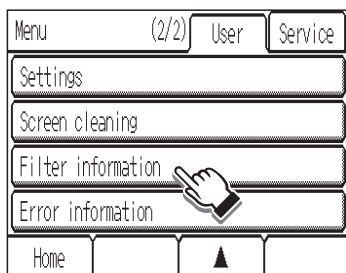 Menu (2/2) User Service
Settings
Screen cleaning
Filter information
Error information
Home ▲